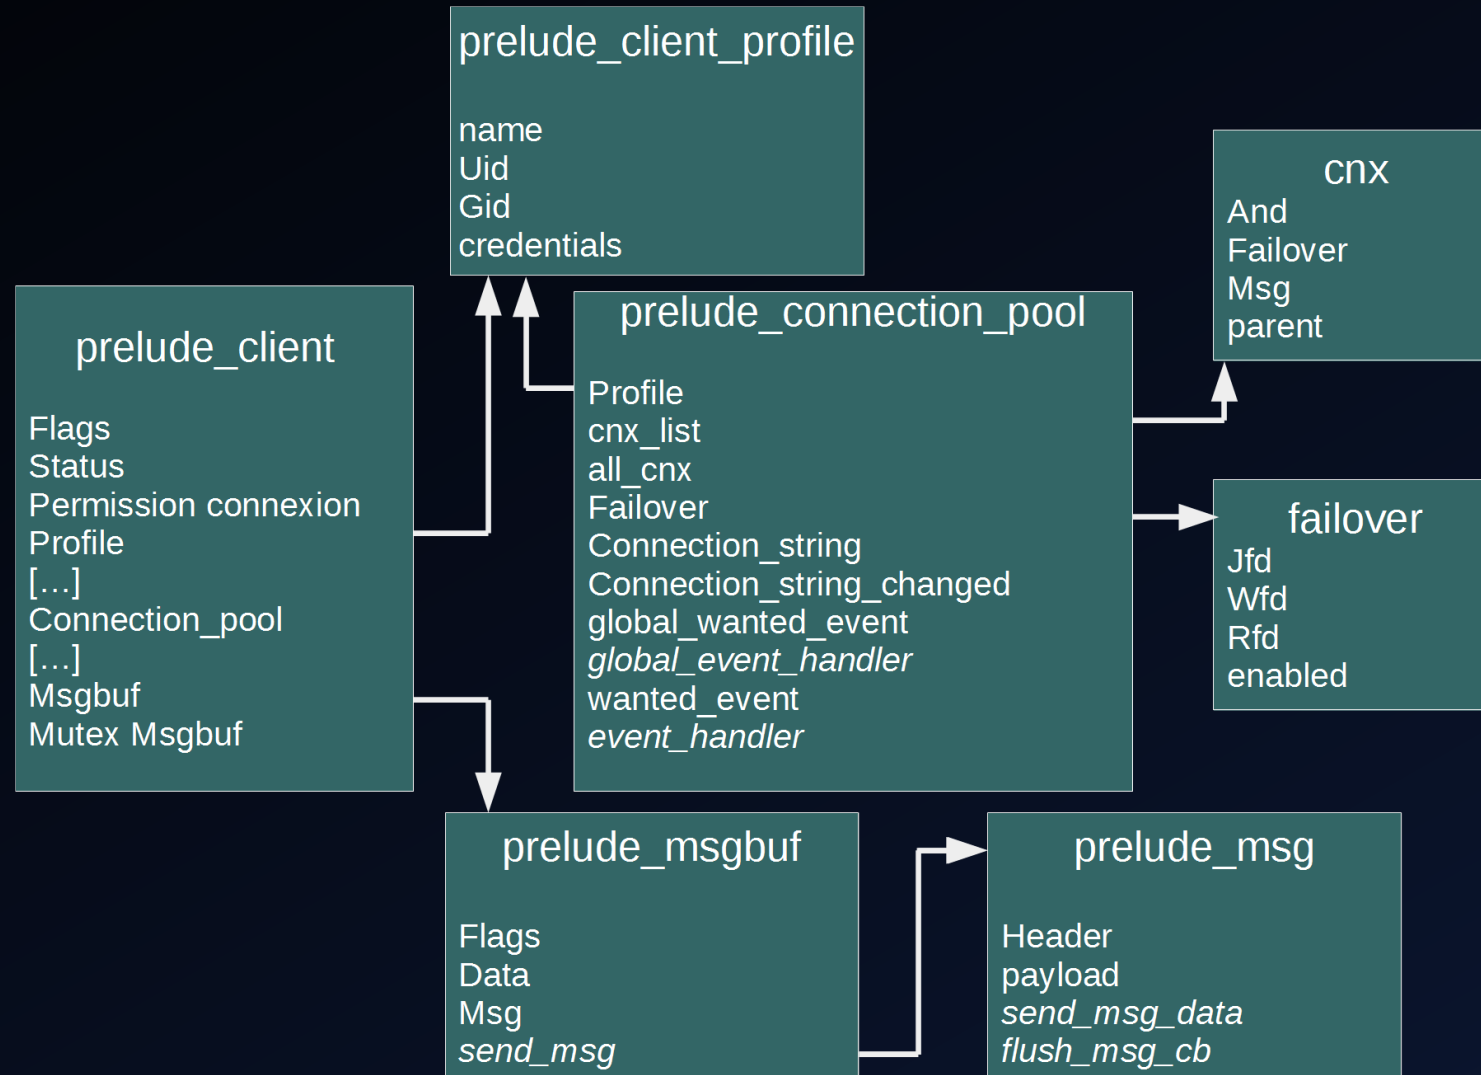 prelude_client_profile
name
Uid
Gid
credentials
cnx
And
Failover
Msg
parent
prelude_client
Flags
Status
Permission connexion
Profile
[...]
Connection_pool
[...]
Msgbuf
Mutex Msgbuf
prelude_connection_pool
Profile
cnx_list
all_cnx
Failover
Connection_string
Connection_string_changed
global_wanted_event
global_event_handler
wanted_event
event_handler
failover
Jfd
Wfd
Rfd
enabled
prelude_msgbuf
Flags
Data
Msg
send_msg
prelude_msg
Header
payload
send_msg_data
flush_msg_cb